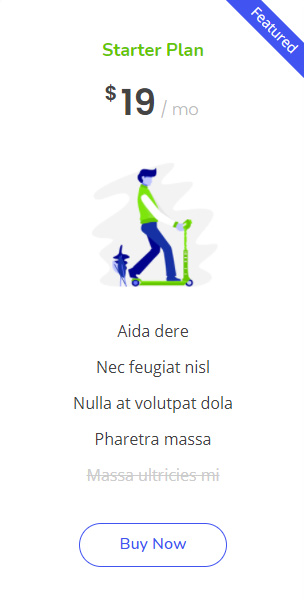 Featured
Starter Plan
$19 / mo
Aida dere
Nec feugiat nisl
Nulla at volutpat dola
Pharetra massa
Massa ultricies mi
Buy Now